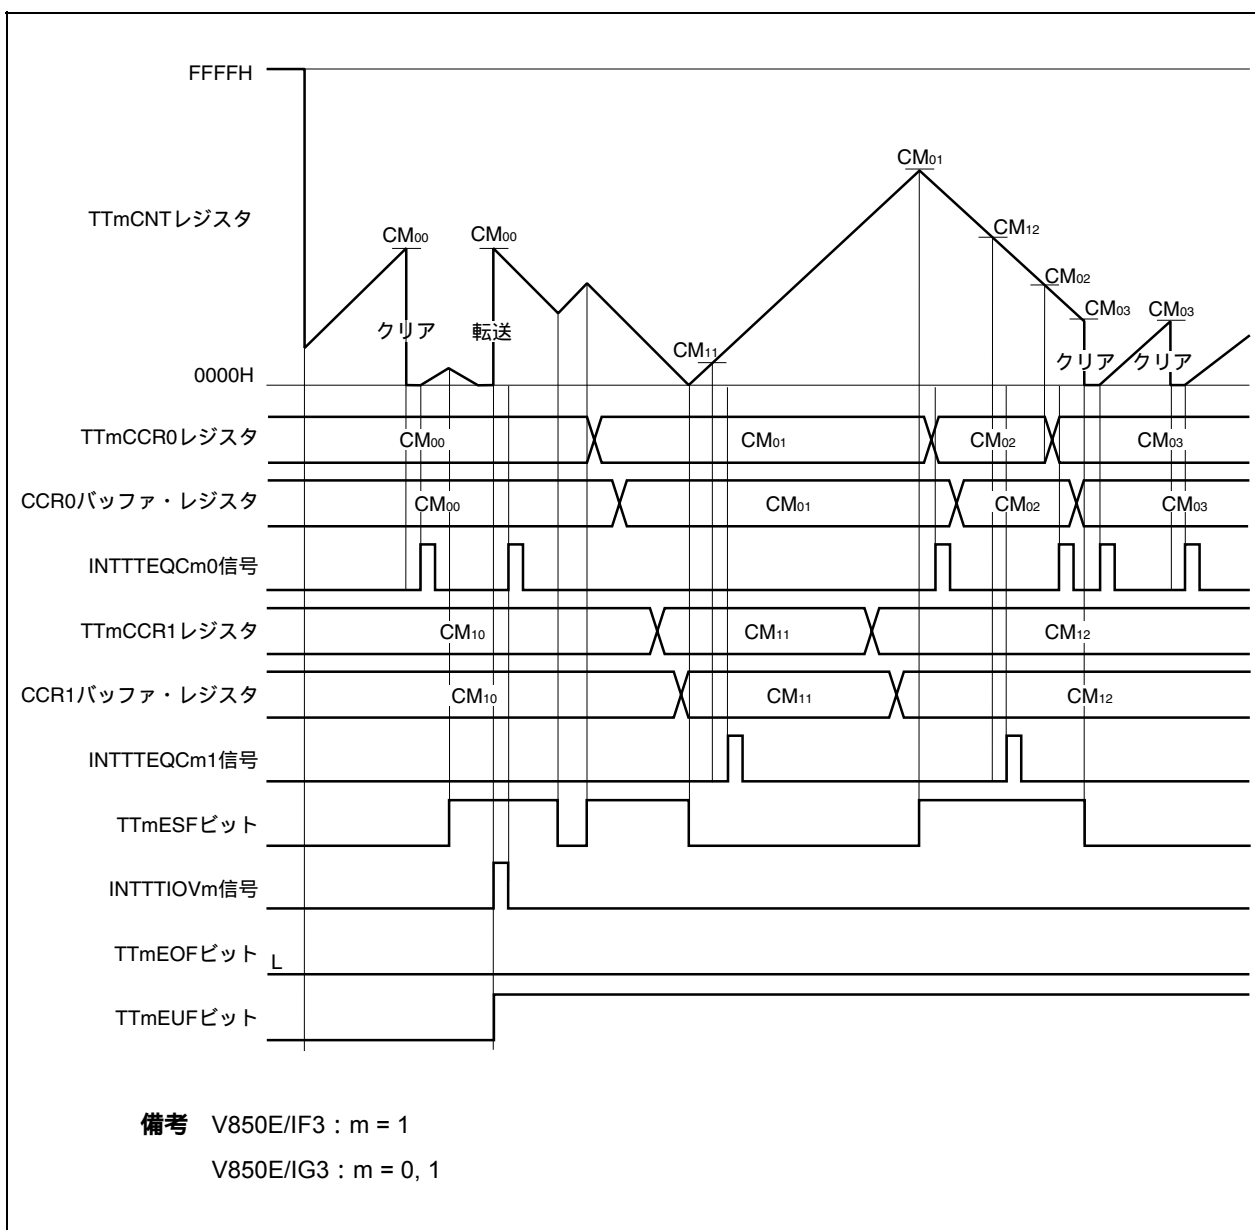 FFFFH
CM01
TTmCNTレジスタ
CM00
CM00
CM12
CM02
CM03
CM03
クリア
転送
CM11
クリア
クリア
0000H
TTmCCR0レジスタ
CM00
CM01
CM02
CM03
CCR0バッファ・レジスタ
CM00
CM01
CM02
CM03
INTTTEQCm0信号
TTmCCR1レジスタ
CM10
CM11
CM12
CCR1バッファ・レジスタ
CM10
CM11
CM12
INTTTEQCm1信号
TTmESFビット
INTTTIOVm信号
TTmEOFビット
L
TTmEUFビット
備考 V850E/IF3：m = 1
V850E/IG3：m = 0, 1